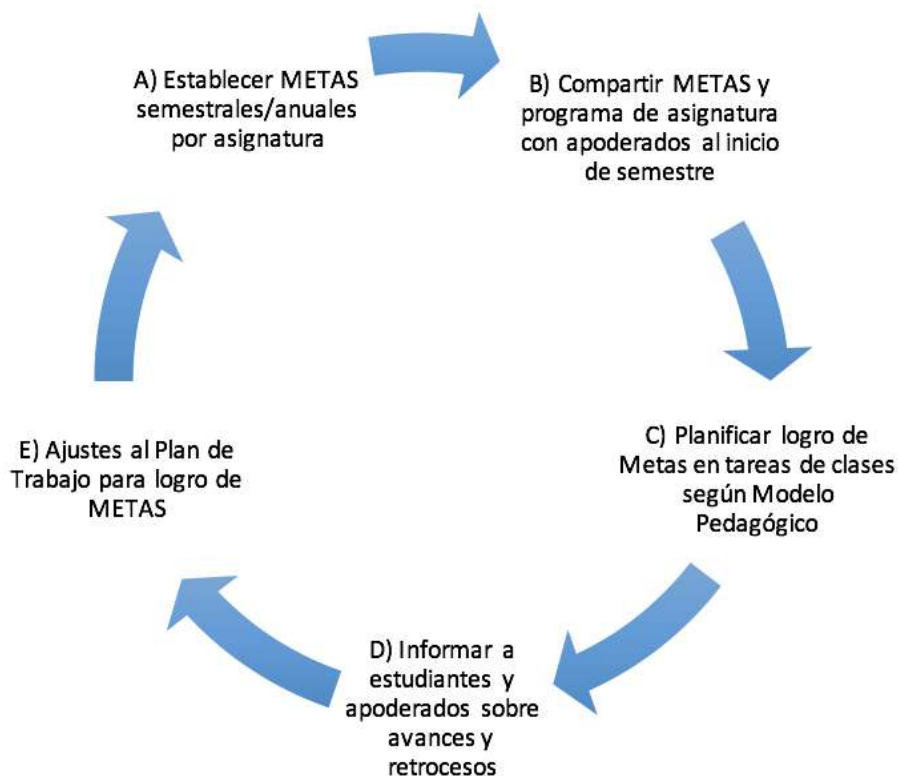 A) Establecer METAS
semestrales/anuales
por asignatura
B) Compartir METAS y
programa de asignatura
con apoderados al inicio
de semestre
C) Planificar logro de
Metas en tareas de clases
según Modelo
Pedagógico
D) Informar a
estudiantes y
apoderados sobre
avances y
retrocesos
E) Ajustes al Plan de
Trabajo para logro de
METAS